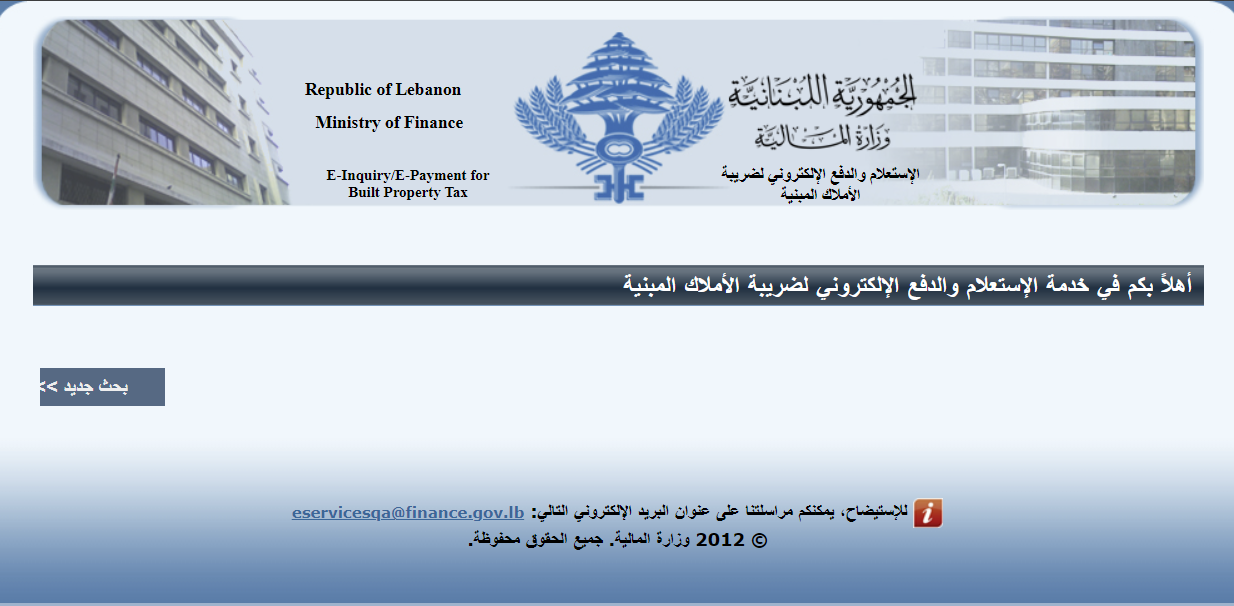 Republic of Lebanon
Ministry of Finance
E-Inquiry/E-Payment for
Built Property Tax
الجمهورية اللبنانية
وزارة المالية
الإستعلام والدفع الإلكتروني لضريبة
الأملاك المبنية
أهلاً بكم في خدمة الإستعلام والدفع الإلكتروني لضريبة الأملاك المبنية
بحث جديد >>
للإستيضاح، يمكنكم مراسلتنا على عنوان البريد الإلكتروني التالي: eservicesqa@finance.gov.lb
© 2012 وزارة المالية. جميع الحقوق محفوظة.